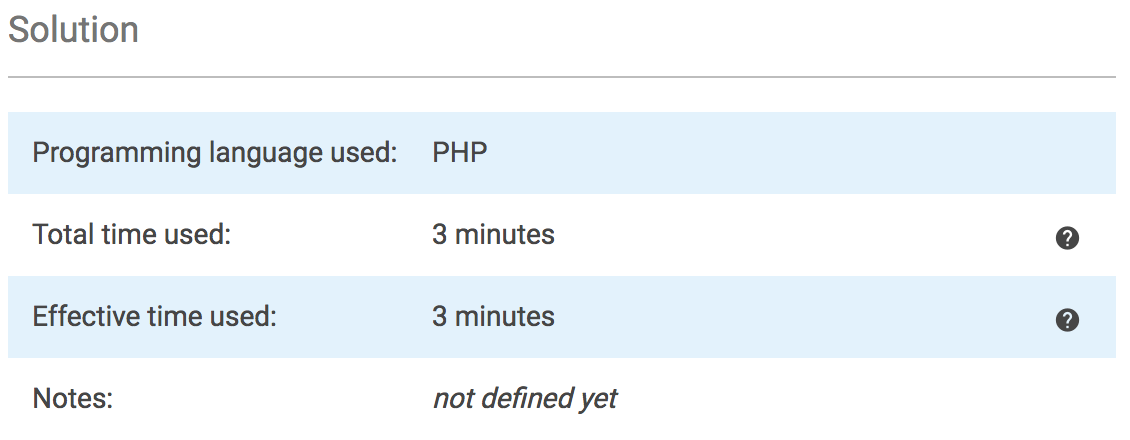 Solution
Programming language used: PHP
Total time used: 3 minutes ?
Effective time used: 3 minutes ?
Notes: not defined yet